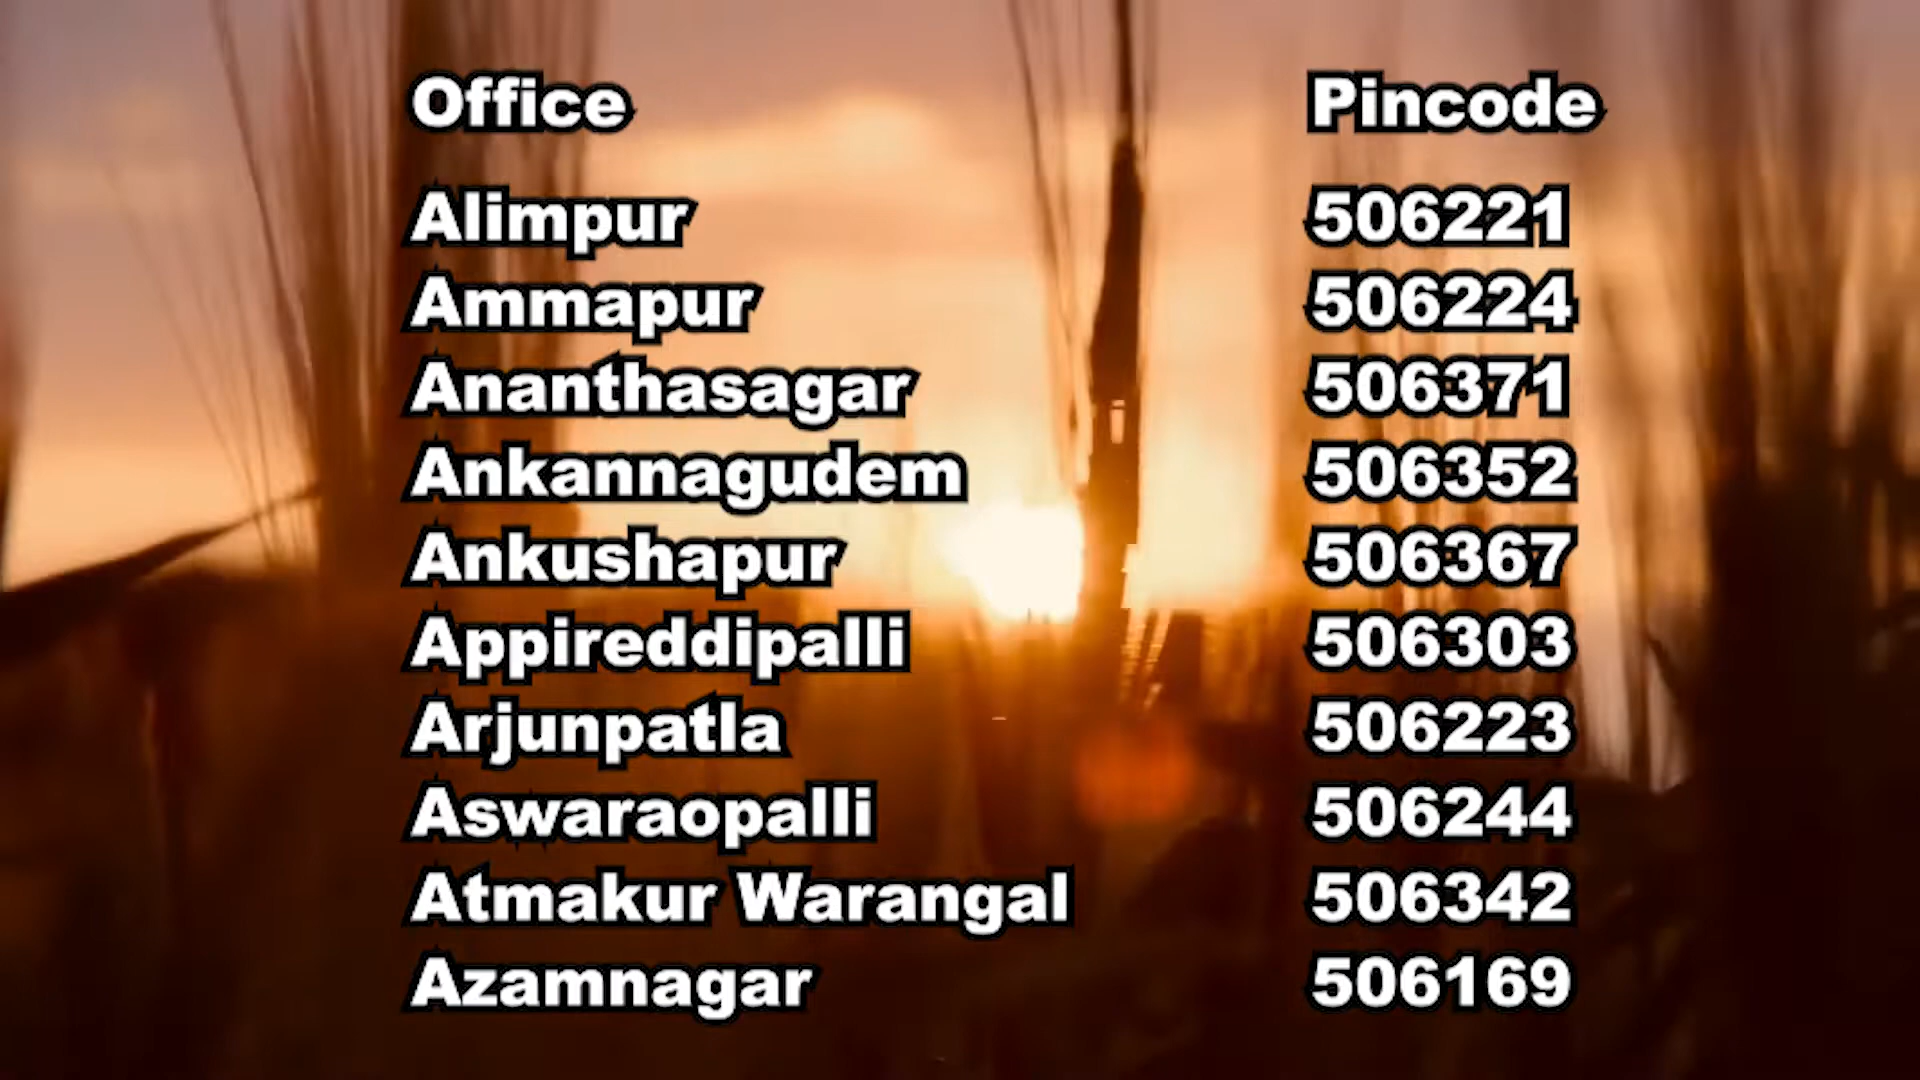 Office Pincode
Alimpur 506221
Ammapur 506224
Ananthasagar 506371
Ankannagudem 506352
Ankushapur 506367
Appireddipalli 506303
Arjunpatla 506223
Aswaraopalli 506244
Atmakur Warangal 506342
Azamnagar 506169